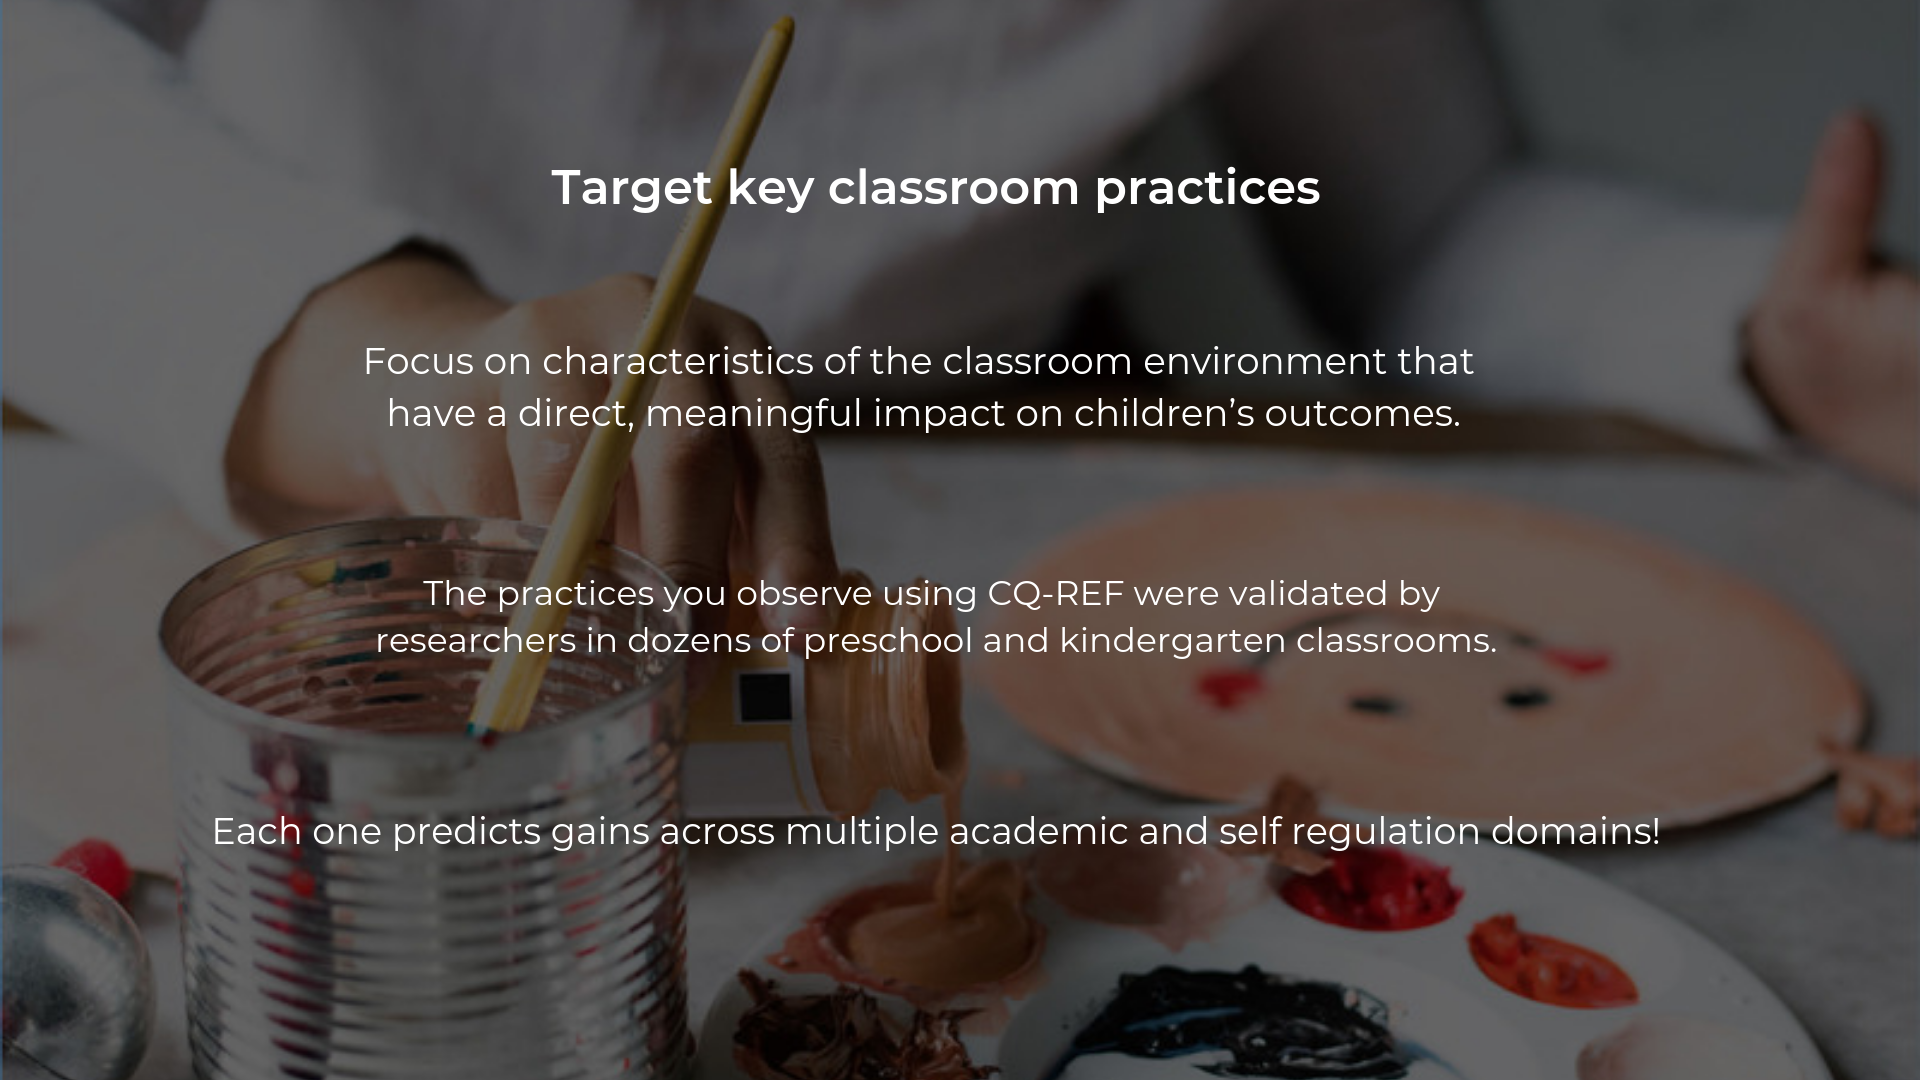 Target key classroom practices
Focus on characteristics of the classroom environment that
have a direct, meaningful impact on children’s outcomes.
The practices you observe using CQ-REF were validated by
researchers in dozens of preschool and kindergarten classrooms.
Each one predicts gains across multiple academic and self regulation domains!